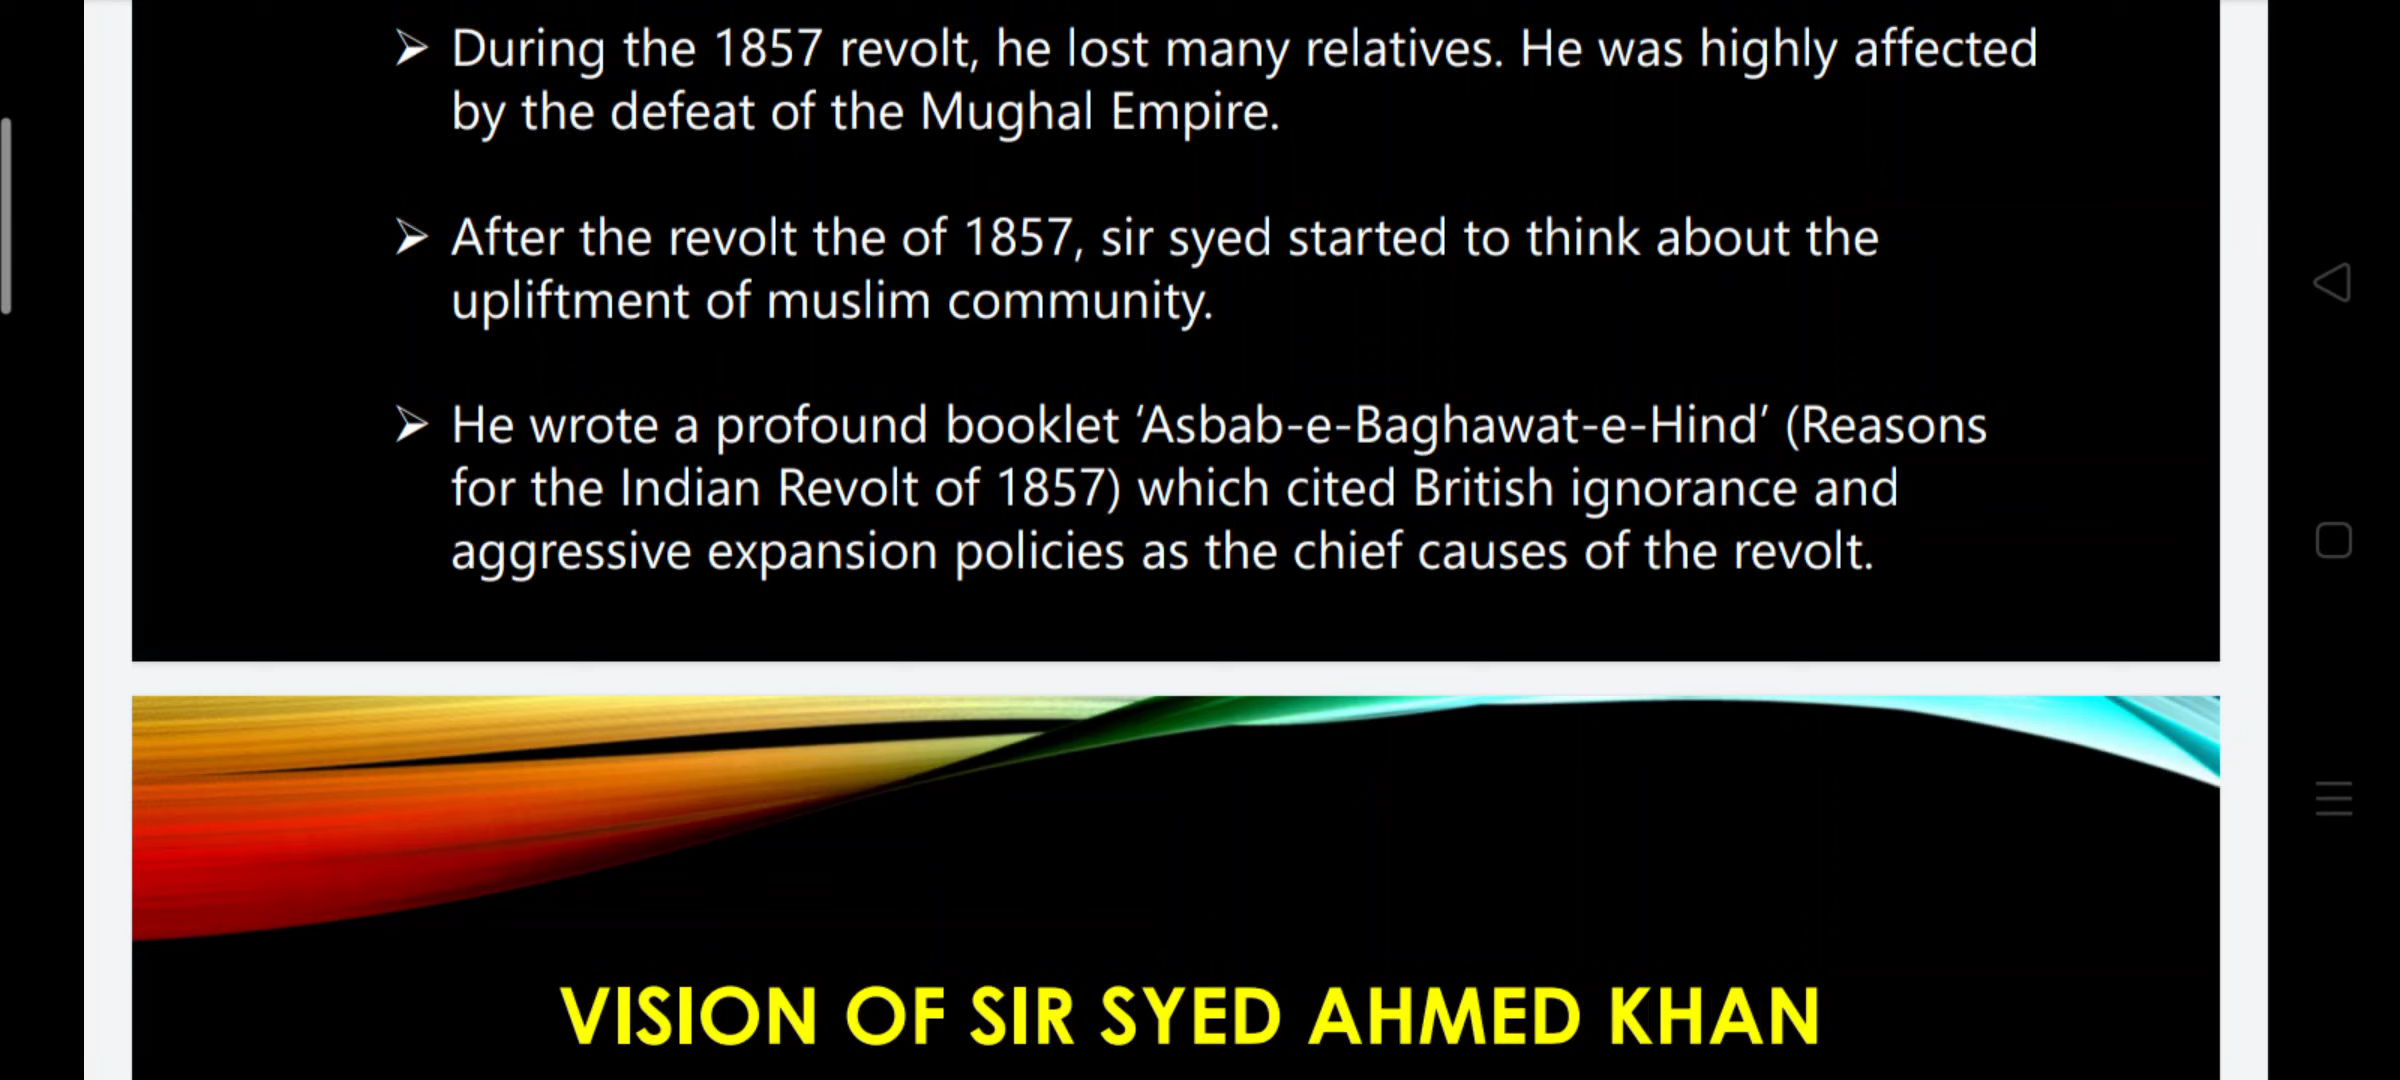 ➢ During the 1857 revolt, he lost many relatives. He was highly affected
by the defeat of the Mughal Empire.
➢ After the revolt the of 1857, sir syed started to think about the
upliftment of muslim community.
➢ He wrote a profound booklet ‘Asbab-e-Baghawat-e-Hind’ (Reasons
for the Indian Revolt of 1857) which cited British ignorance and
aggressive expansion policies as the chief causes of the revolt.
VISION OF SIR SYED AHMED KHAN